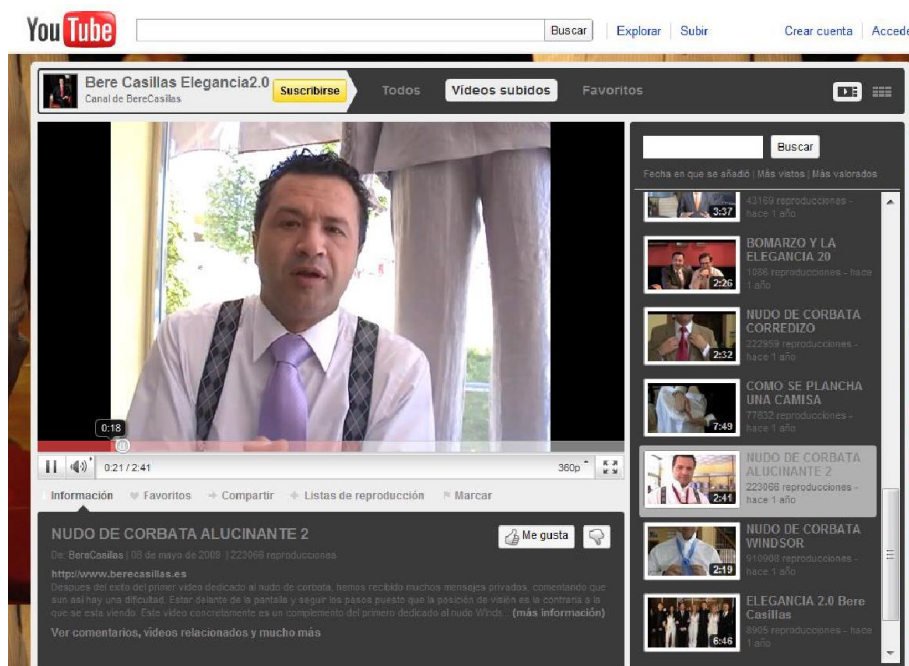 YouTube
Buscar
Explorar
Subir
Crear cuenta
Accede
Bere Casillas Elegancia2.0
Canal de BereCasillas
Suscribirse
Todos
Vídeos subidos
Favoritos
0:18
0:21 / 2:41
360p
Información
Favoritos
Compartir
Listas de reproducción
Marcar
NUDO DE CORBATA ALUCINANTE 2
Me gusta
De: BereCasillas | 08 de mayo de 2009 | 223066 reproducciones
http://www.berecasillas.es
Despues del exito del primer video dedicado al nudo de corbata, hemos recibido muchos mensajes privados, comentando que
aun asi hay una dificultad. Estar delante de la pantalla y seguir los pasos puesto que la posición de visión es la contraria a la
que se esta viendo. Este video concretamente es un complemento del primero dedicado al nudo Winds... (más información)
Ver comentarios, videos relacionados y mucho más
Buscar
Fecha en que se añadió | Más vistos | Más valorados
3:37
43169 reproducciones -
hace 1 año
2:26
BOMARZO Y LA
ELEGANCIA 20
1086 reproducciones - hace
1 año
2:32
NUDO DE CORBATA
CORREDIZO
222959 reproducciones -
hace 1 año
7:49
COMO SE PLANCHA
UNA CAMISA
77832 reproducciones -
hace 1 año
2:41
NUDO DE CORBATA
ALUCINANTE 2
223066 reproducciones -
hace 1 año
2:19
NUDO DE CORBATA
WINDSOR
910908 reproducciones -
hace 1 año
6:46
ELEGANCIA 2.0 Bere
Casillas
8905 reproducciones - hace
1 año